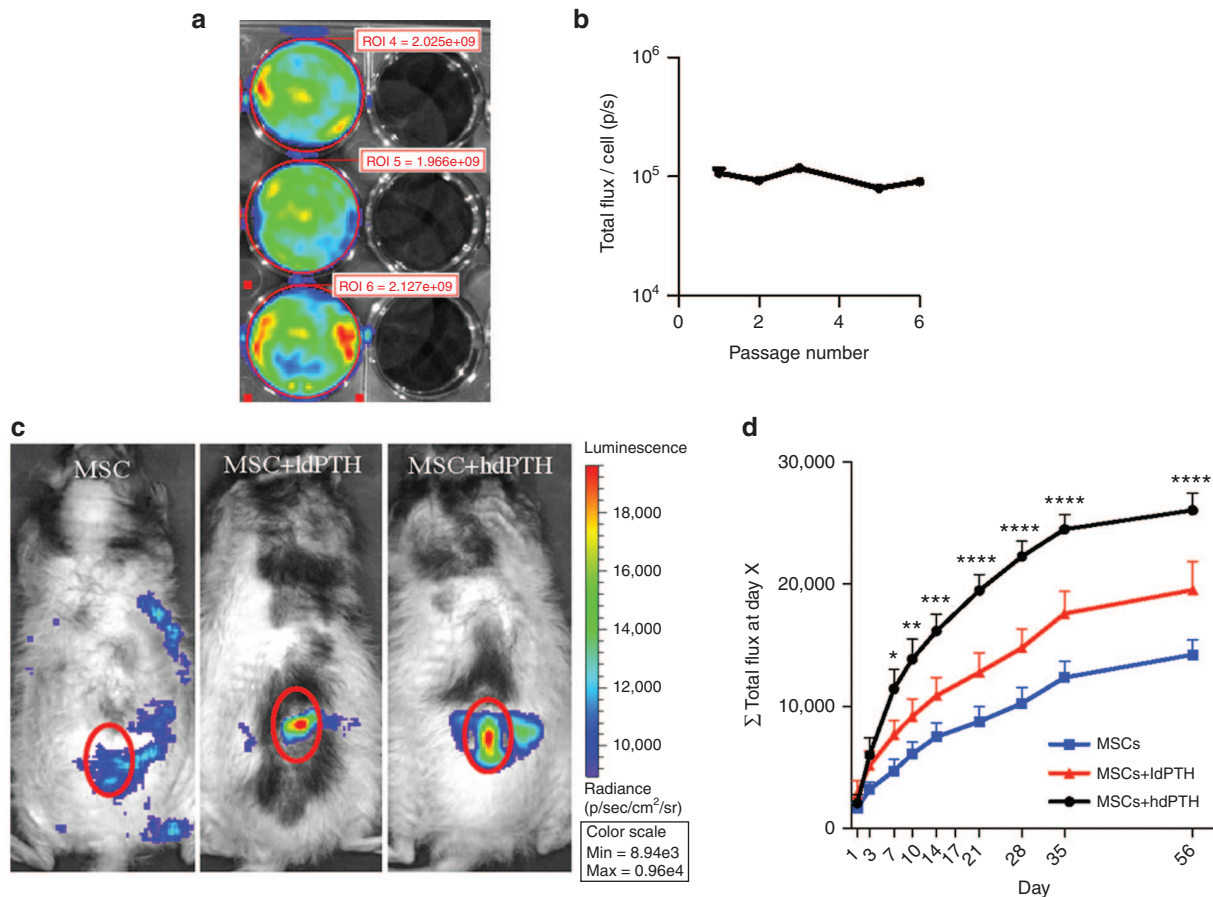 a
ROI 4 = 2.025e+09
ROI 5 = 1.966e+09
ROI 6 = 2.127e+09
b
10⁶
10⁵
10⁴
Total flux / cell (p/s)
0
2
4
6
Passage number
c
MSC
MSC+ldPTH
MSC+hdPTH
Luminescence
18,000
16,000
14,000
12,000
10,000
Radiance
(p/sec/cm²/sr)
Color scale
Min = 8.94e3
Max = 0.96e4
d
30,000
20,000
10,000
0
∑ Total flux at day X
*
**
***
****
****
****
****
MSCs
MSCs+ldPTH
MSCs+hdPTH
1
3
7
10
14
17
21
28
35
56
Day